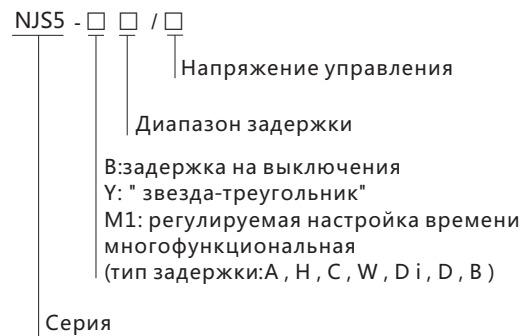 NJS5 - □ □ / □
Напряжение управления
Диапазон задержки
B:задержка на выключения
Y: " звезда-треугольник"
M1: регулируемая настройка времени
многофункциональная
(тип задержки:A , H , C , W , D i , D , B )
Серия